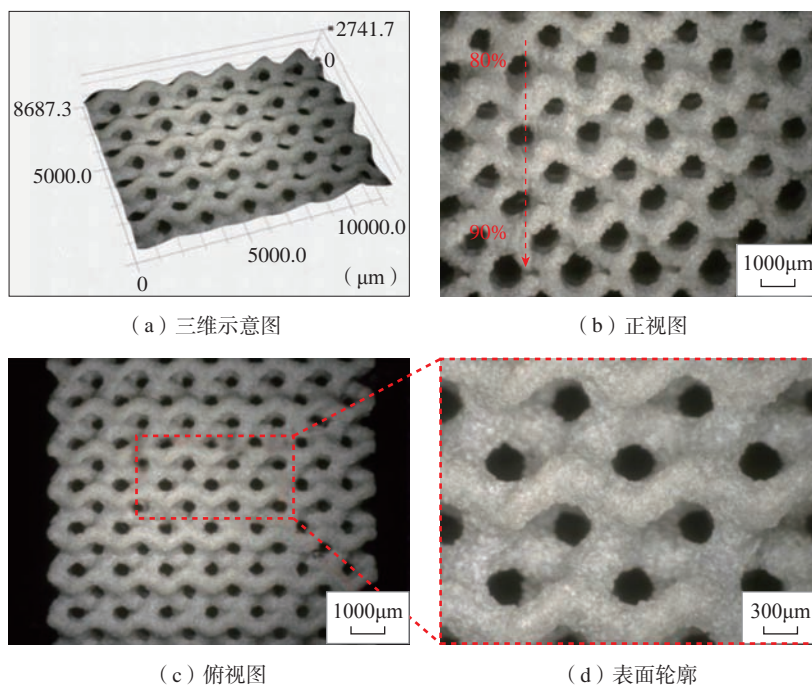 2741.7
0
8687.3
5000.0
10000.0
5000.0
0
（μm）
（a）三维示意图
80%
90%
1000μm
（b）正视图
1000μm
（c）俯视图
300μm
（d）表面轮廓